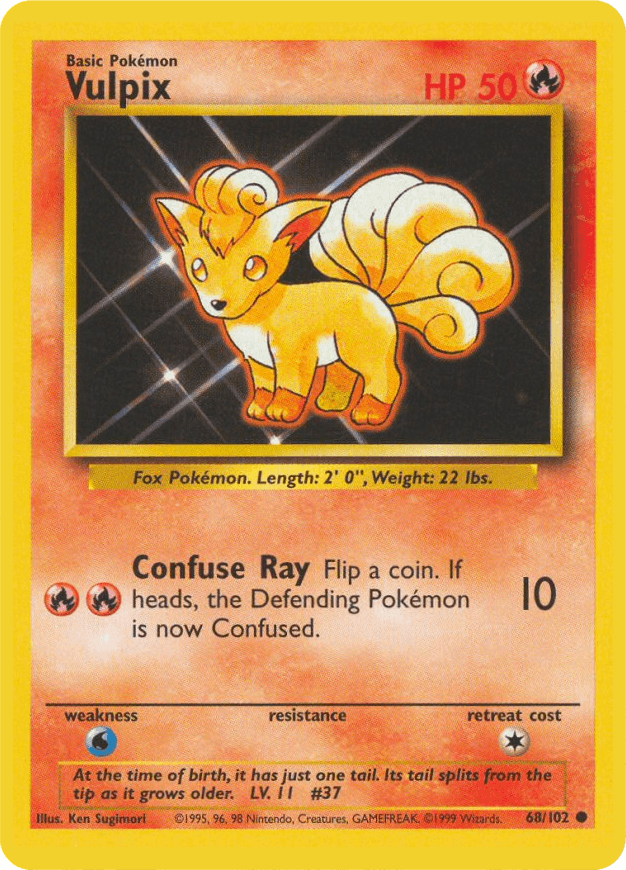 Basic Pokémon
Vulpix
HP 50
Fox Pokémon. Length: 2' 0", Weight: 22 lbs.
Confuse Ray Flip a coin. If
heads, the Defending Pokémon
is now Confused.
10
weakness
resistance
retreat cost
At the time of birth, it has just one tail. Its tail splits from the
tip as it grows older. LV. 11 #37
Illus. Ken Sugimori ©1995, 96, 98 Nintendo, Creatures, GAMEFREAK. ©1999 Wizards. 68/102